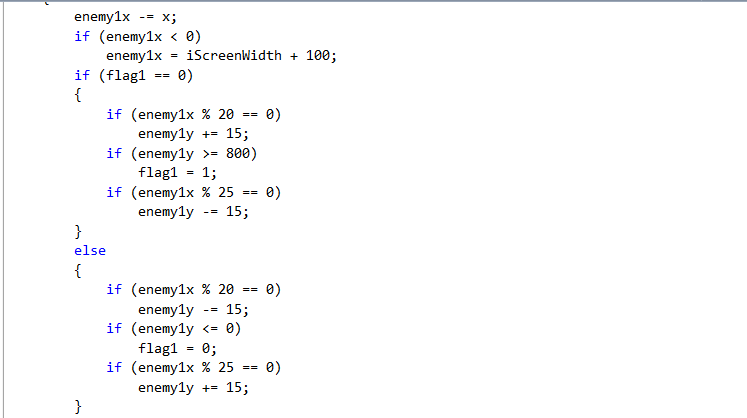 {
enemy1x -= x;
if (enemy1x < 0)
enemy1x = iScreenWidth + 100;
if (flag1 == 0)
{
if (enemy1x % 20 == 0)
enemy1y += 15;
if (enemy1y >= 800)
flag1 = 1;
if (enemy1x % 25 == 0)
enemy1y -= 15;
}
else
{
if (enemy1x % 20 == 0)
enemy1y -= 15;
if (enemy1y <= 0)
flag1 = 0;
if (enemy1x % 25 == 0)
enemy1y += 15;
}